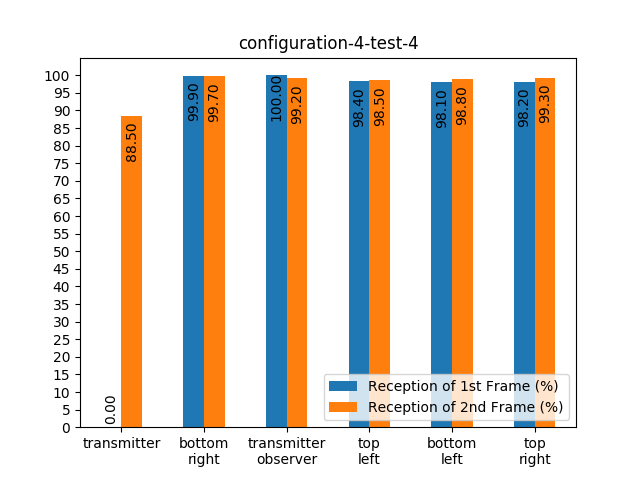 configuration-4-test-4
100
95
90
85
80
75
70
65
60
55
50
45
40
35
30
25
20
15
10
5
0
0.00
88.50
99.90
99.70
100.00
99.20
98.40
98.50
98.10
98.80
98.20
99.30
Reception of 1st Frame (%)
Reception of 2nd Frame (%)
transmitter
bottom
right
transmitter
observer
top
left
bottom
left
top
right